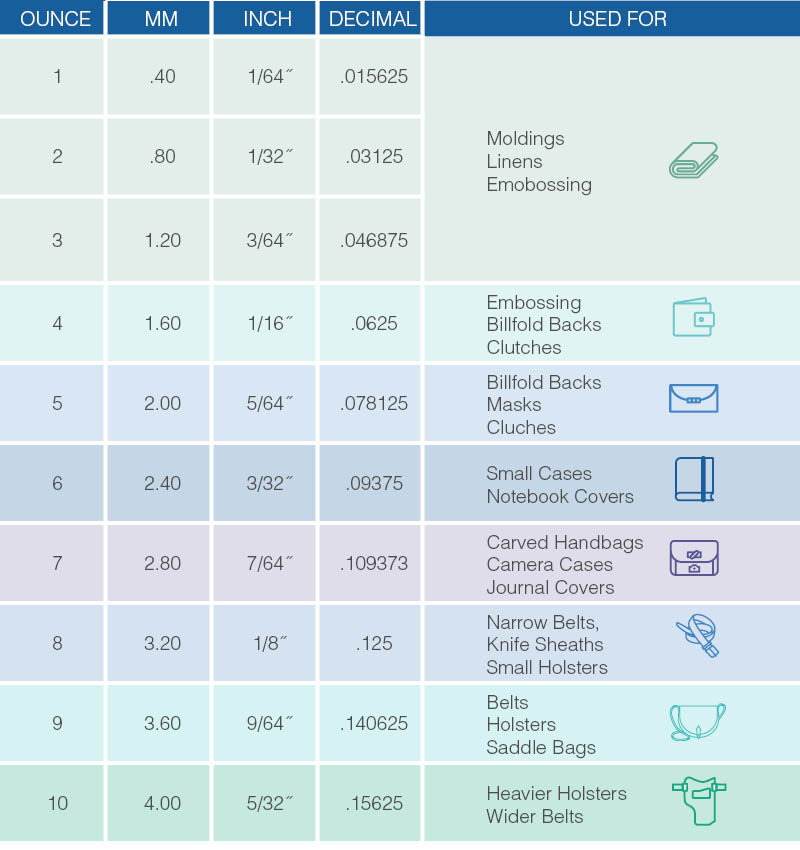 OUNCE MM INCH DECIMAL USED FOR
1 .40 1/64˝ .015625
2 .80 1/32˝ .03125
Moldings
Linens
Emobossing
3 1.20 3/64˝ .046875
4 1.60 1/16˝ .0625
Embossing
Billfold Backs
Clutches
5 2.00 5/64˝ .078125
Billfold Backs
Masks
Cluches
6 2.40 3/32˝ .09375
Small Cases
Notebook Covers
7 2.80 7/64˝ .109373
Carved Handbags
Camera Cases
Journal Covers
8 3.20 1/8˝ .125
Narrow Belts,
Knife Sheaths
Small Holsters
9 3.60 9/64˝ .140625
Belts
Holsters
Saddle Bags
10 4.00 5/32˝ .15625
Heavier Holsters
Wider Belts